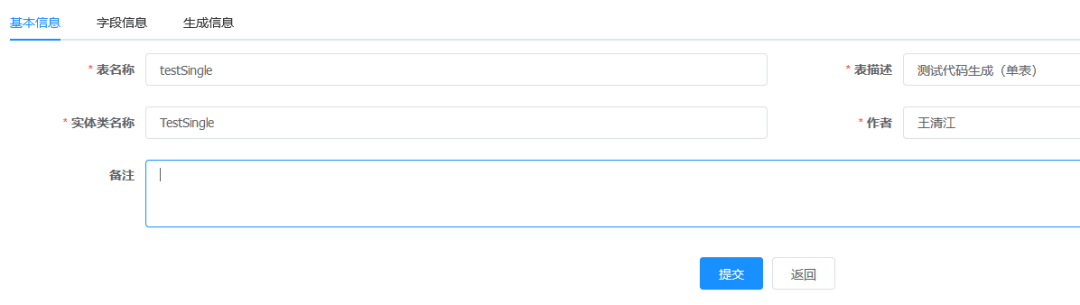 基本信息 字段信息 生成信息
* 表名称 testSingle * 表描述 测试代码生成（单表）
* 实体类名称 TestSingle * 作者 王清江
备注
提交 返回